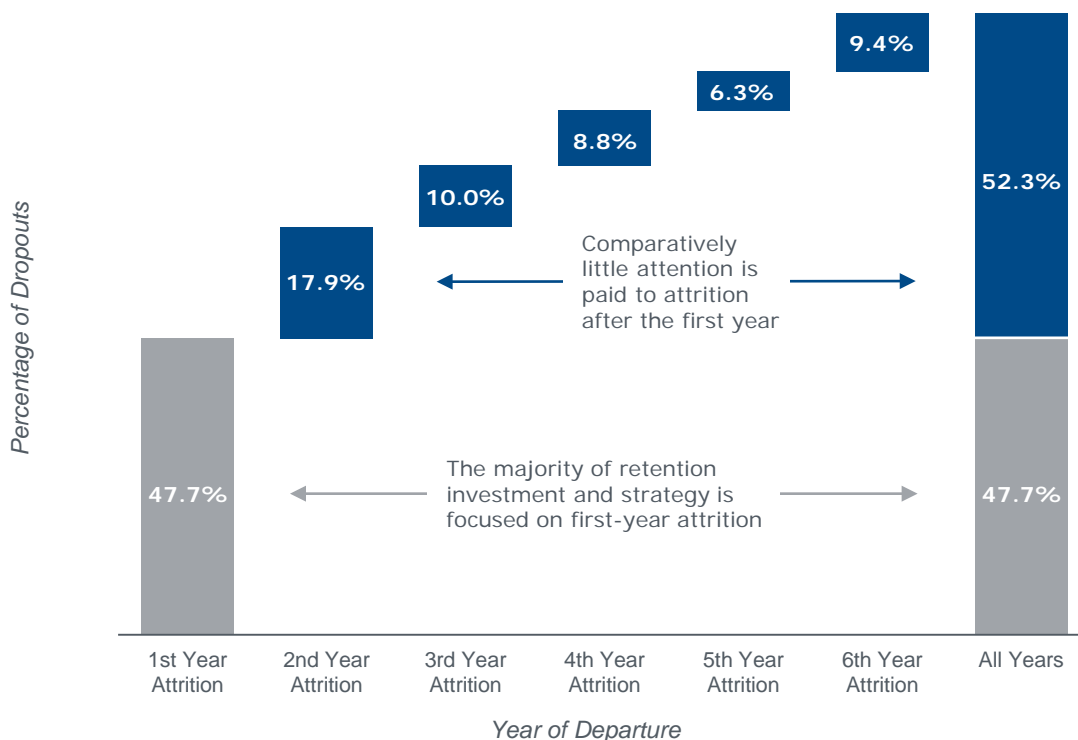 9.4%
6.3%
8.8%
10.0%
52.3%
17.9%
Comparatively
little attention is
paid to attrition
after the first year
Percentage of Dropouts
47.7%
The majority of retention
investment and strategy is
focused on first-year attrition
47.7%
1st Year
Attrition
2nd Year
Attrition
3rd Year
Attrition
4th Year
Attrition
5th Year
Attrition
6th Year
Attrition
All Years
Year of Departure